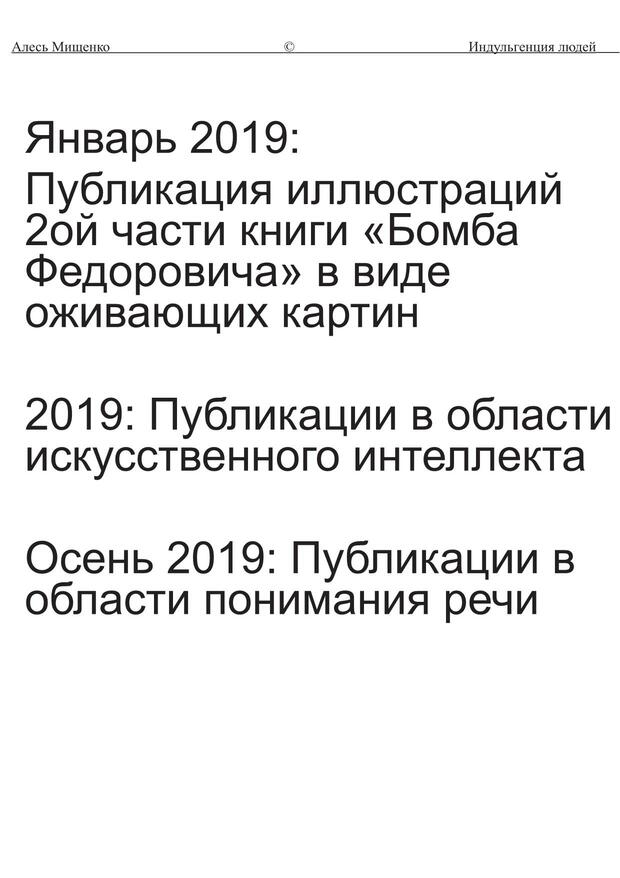 Алесь Мищенко © Индульгенция людей
Январь 2019:
Публикация иллюстраций
2ой части книги «Бомба
Федоровича» в виде
оживающих картин
2019: Публикации в области
искусственного интеллекта
Осень 2019: Публикации в
области понимания речи